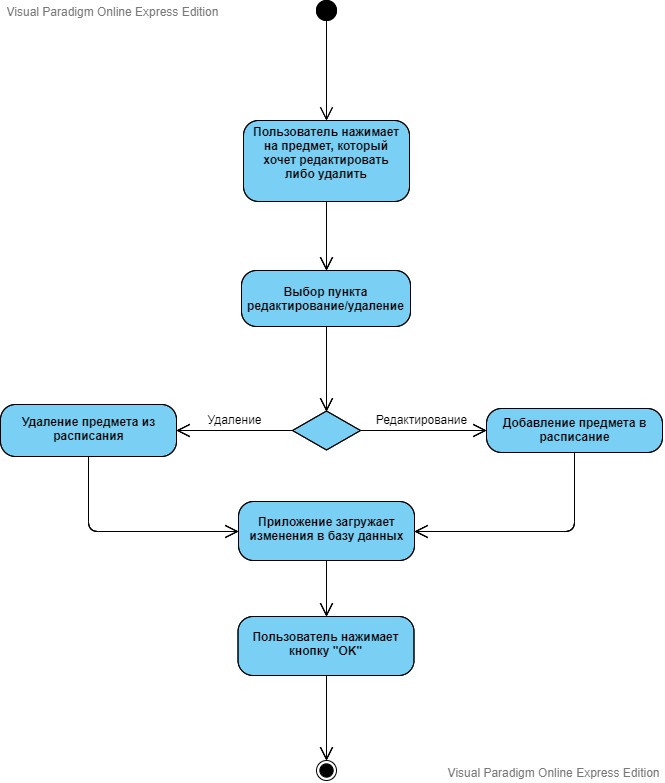 Visual Paradigm Online Express Edition
Пользователь нажимает
на предмет, который
хочет редактировать
либо удалить
Выбор пункта
редактирование/удаление
Удаление
Редактирование
Удаление предмета из
расписания
Добавление предмета в
расписание
Приложение загружает
изменения в базу данных
Пользователь нажимает
кнопку "OK"
Visual Paradigm Online Express Edition